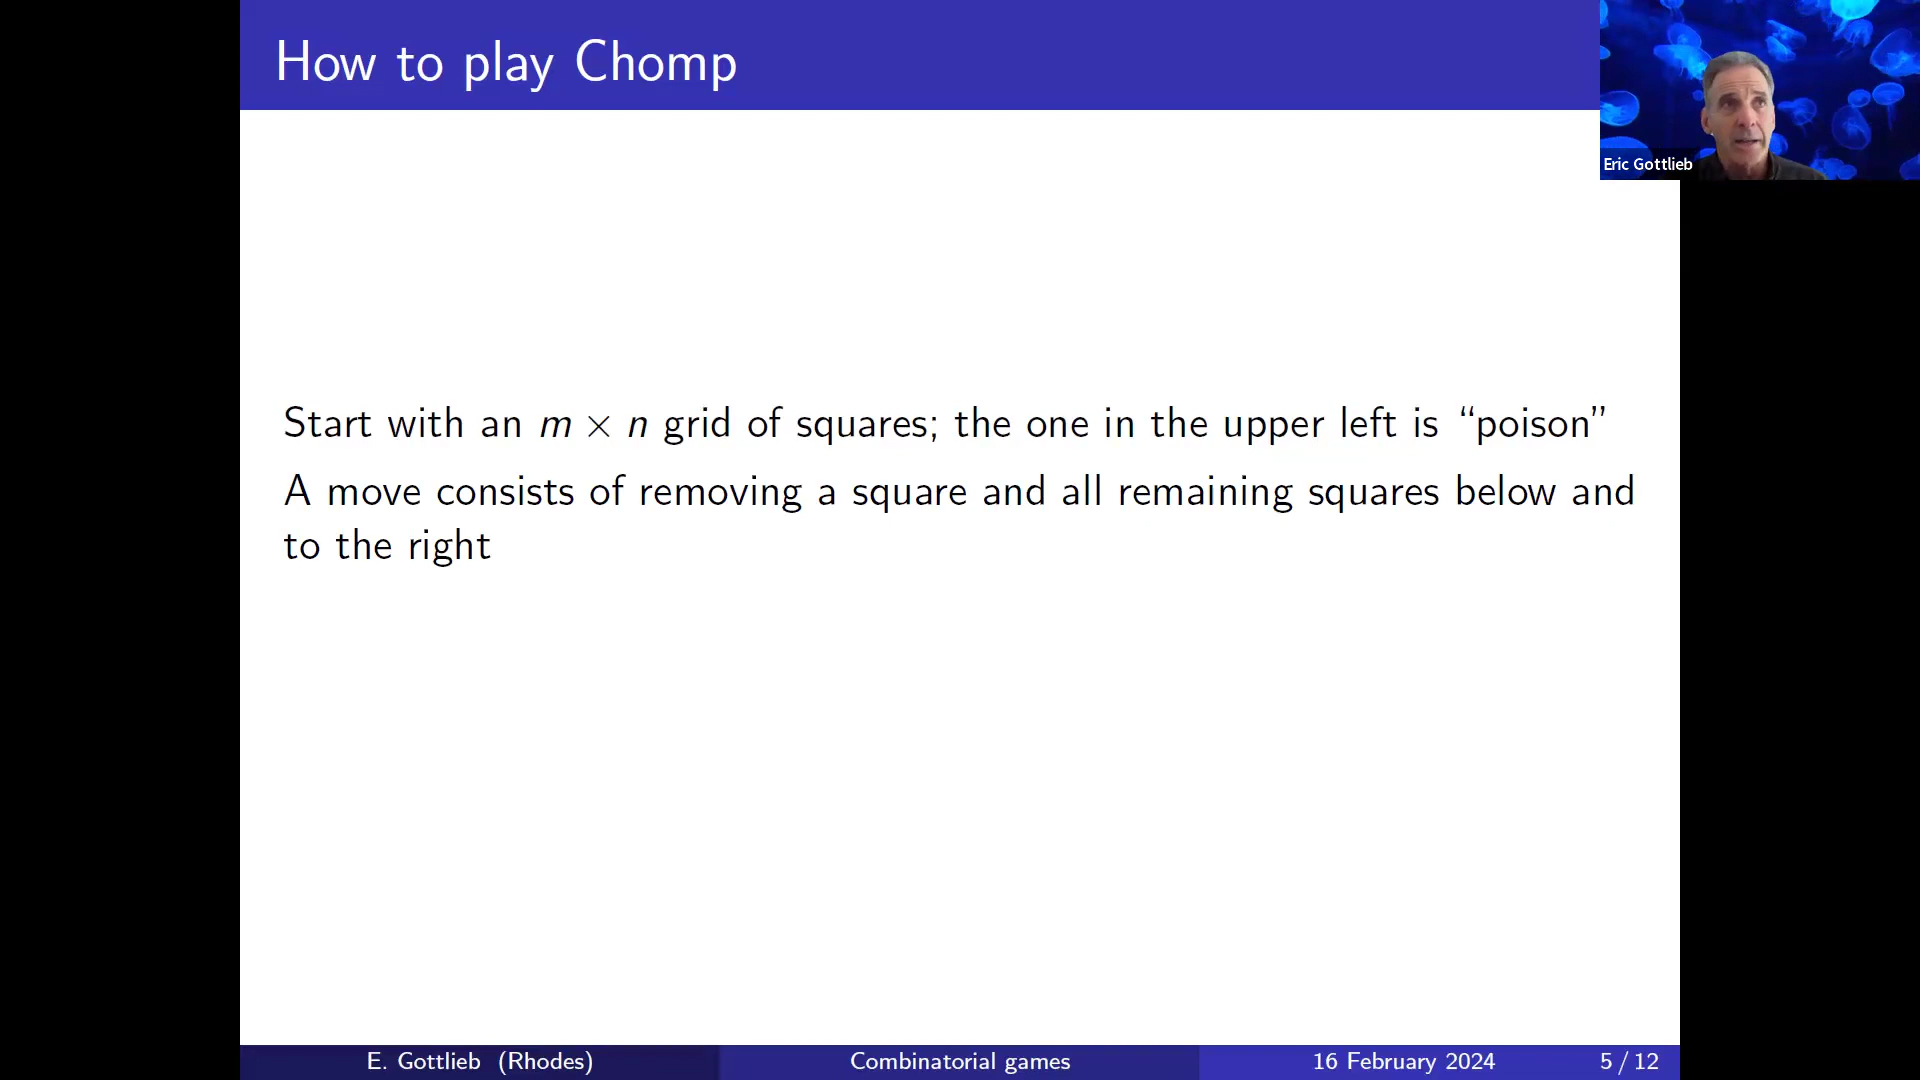 How to play Chomp
Eric Gottlieb
Start with an m × n grid of squares; the one in the upper left is “poison”
A move consists of removing a square and all remaining squares below and
to the right
E. Gottlieb (Rhodes) Combinatorial games 16 February 2024 5 / 12